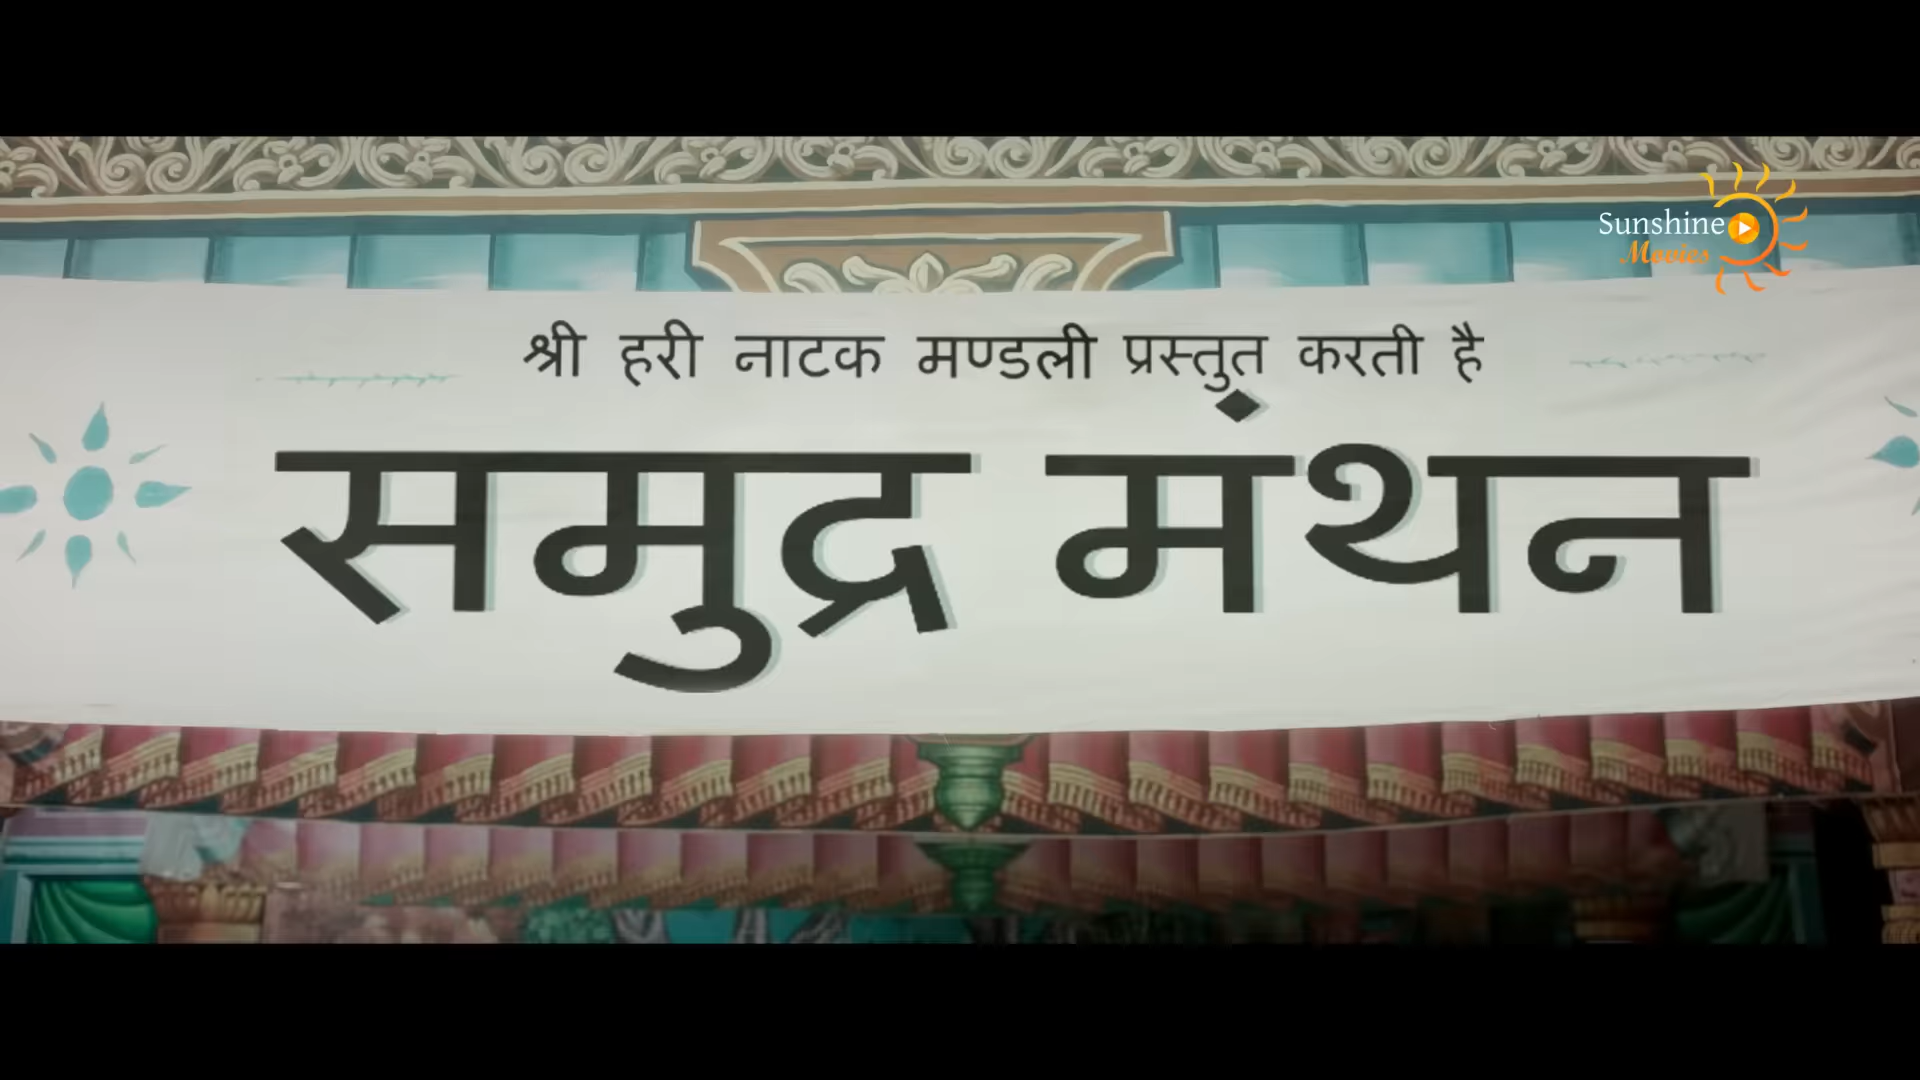 श्री हरी नाटक मण्डली प्रस्तुत करती है
समुद्र मंथन
Sunshine
Movies